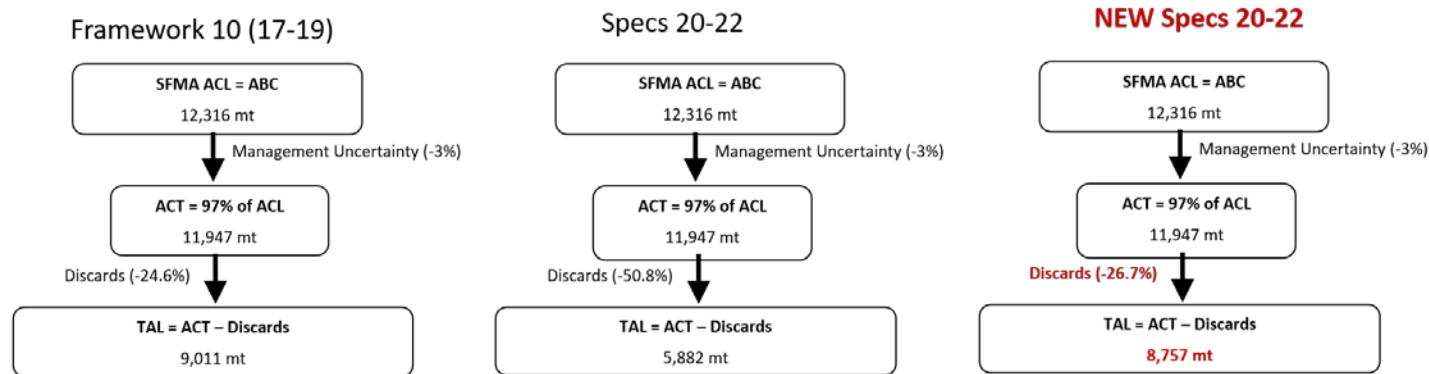 Framework 10 (17-19)
SFMA ACL = ABC
12,316 mt
Management Uncertainty (-3%)
ACT = 97% of ACL
11,947 mt
Discards (-24.6%)
TAL = ACT – Discards
9,011 mt
Specs 20-22
SFMA ACL = ABC
12,316 mt
Management Uncertainty (-3%)
ACT = 97% of ACL
11,947 mt
Discards (-50.8%)
TAL = ACT – Discards
5,882 mt
NEW Specs 20-22
SFMA ACL = ABC
12,316 mt
Management Uncertainty (-3%)
ACT = 97% of ACL
11,947 mt
Discards (-26.7%)
TAL = ACT – Discards
8,757 mt